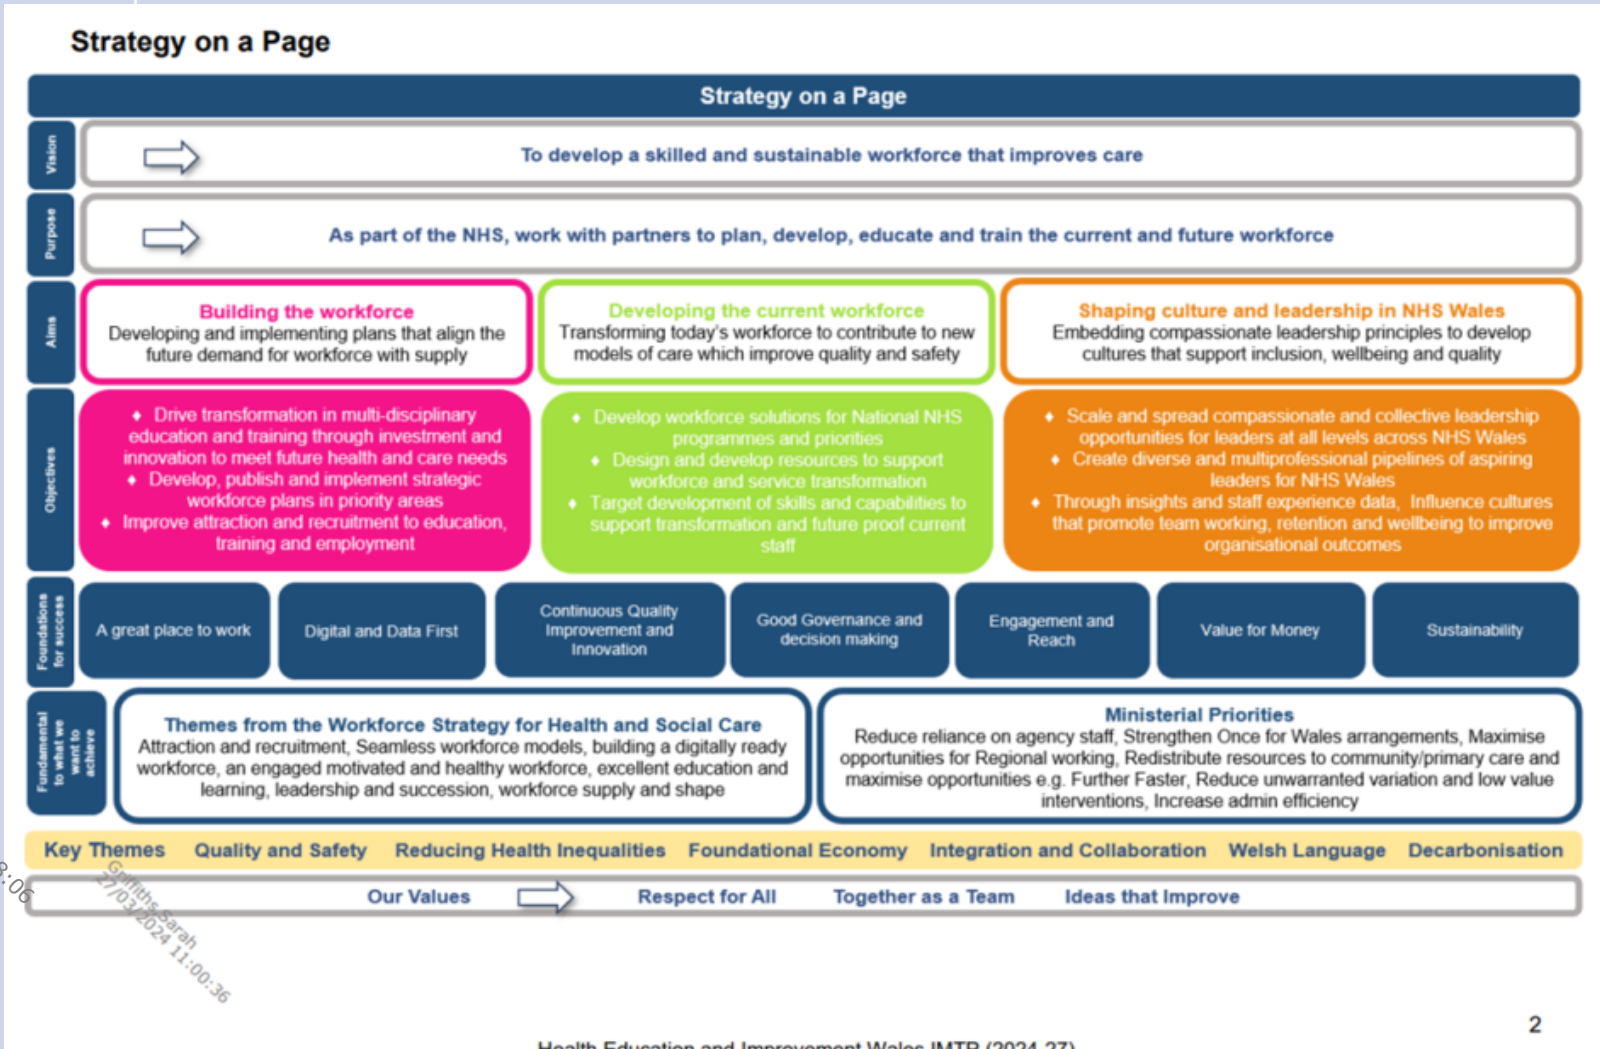 Strategy on a Page
Strategy on a Page
Vision
To develop a skilled and sustainable workforce that improves care
Purpose
As part of the NHS, work with partners to plan, develop, educate and train the current and future workforce
Aims
Building the workforce
Developing and implementing plans that align the
future demand for workforce with supply
Developing the current workforce
Transforming today's workforce to contribute to new
models of care which improve quality and safety
Shaping culture and leadership in NHS Wales
Embedding compassionate leadership principles to develop
cultures that support inclusion, wellbeing and quality
Objectives
♦ Drive transformation in multi-disciplinary
education and training through investment and
innovation to meet future health and care needs
♦ Develop, publish and implement strategic
workforce plans in priority areas
♦ Improve attraction and recruitment to education,
training and employment
♦ Develop workforce solutions for National NHS
programmes and priorities
♦ Design and develop resources to support
workforce and service transformation
♦ Target development of skills and capabilities to
support transformation and future proof current
staff
♦ Scale and spread compassionate and collective leadership
opportunities for leaders at all levels across NHS Wales
♦ Create diverse and multiprofessional pipelines of aspiring
leaders for NHS Wales
♦ Through insights and staff experience data, Influence cultures
that promote team working, retention and wellbeing to improve
organisational outcomes
Foundations
for success
A great place to work
Digital and Data First
Continuous Quality
Improvement and
Innovation
Good Governance and
decision making
Engagement and
Reach
Value for Money
Sustainability
Fundamental
to what we
want to
achieve
Themes from the Workforce Strategy for Health and Social Care
Attraction and recruitment, Seamless workforce models, building a digitally ready
workforce, an engaged motivated and healthy workforce, excellent education and
learning, leadership and succession, workforce supply and shape
Ministerial Priorities
Reduce reliance on agency staff, Strengthen Once for Wales arrangements, Maximise
opportunities for Regional working, Redistribute resources to community/primary care and
maximise opportunities e.g. Further Faster, Reduce unwarranted variation and low value
interventions, Increase admin efficiency
Key Themes Quality and Safety Reducing Health Inequalities Foundational Economy Integration and Collaboration Welsh Language Decarbonisation
Our Values Respect for All Together as a Team Ideas that Improve
:06
Griffiths,Sarah
27/03/2024 11:00:36
2
Health Education and Improvement Wales IMTP (2024-27)